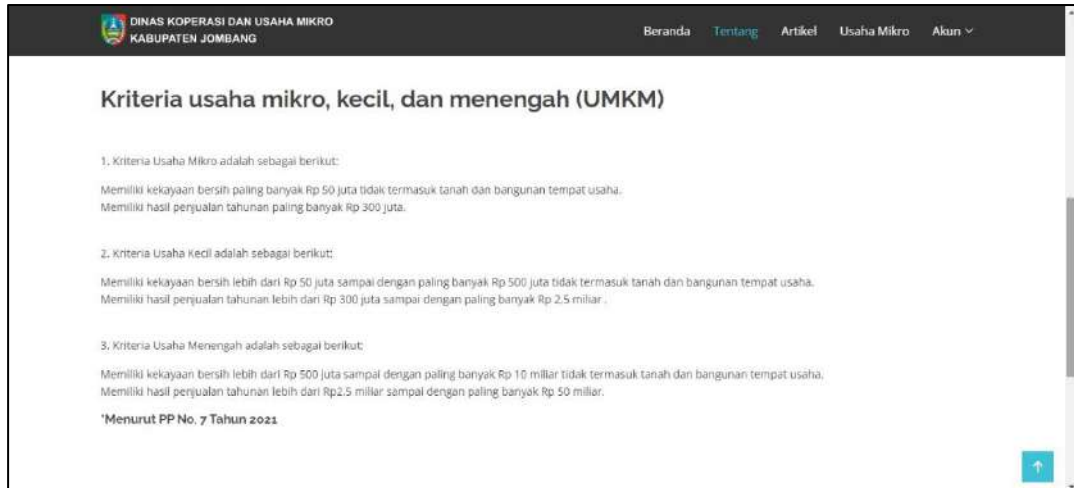 DINAS KOPERASI DAN USAHA MIKRO
KABUPATEN JOMBANG
Beranda Tentang Artikel Usaha Mikro Akun
Kriteria usaha mikro, kecil, dan menengah (UMKM)
1. Kriteria Usaha Mikro adalah sebagai berikut:
Memiliki kekayaan bersih paling banyak Rp 50 juta tidak termasuk tanah dan bangunan tempat usaha.
Memiliki hasil penjualan tahunan paling banyak Rp 300 juta.
2. Kriteria Usaha Kecil adalah sebagai berikut:
Memiliki kekayaan bersih lebih dari Rp 50 juta sampai dengan paling banyak Rp 500 juta tidak termasuk tanah dan bangunan tempat usaha.
Memiliki hasil penjualan tahunan lebih dari Rp 300 juta sampai dengan paling banyak Rp 2,5 miliar .
3. Kriteria Usaha Menengah adalah sebagai berikut:
Memiliki kekayaan bersih lebih dari Rp 500 juta sampai dengan paling banyak Rp 10 miliar tidak termasuk tanah dan bangunan tempat usaha.
Memiliki hasil penjualan tahunan lebih dari Rp2,5 miliar sampai dengan paling banyak Rp 50 miliar.
*Menurut PP No. 7 Tahun 2021